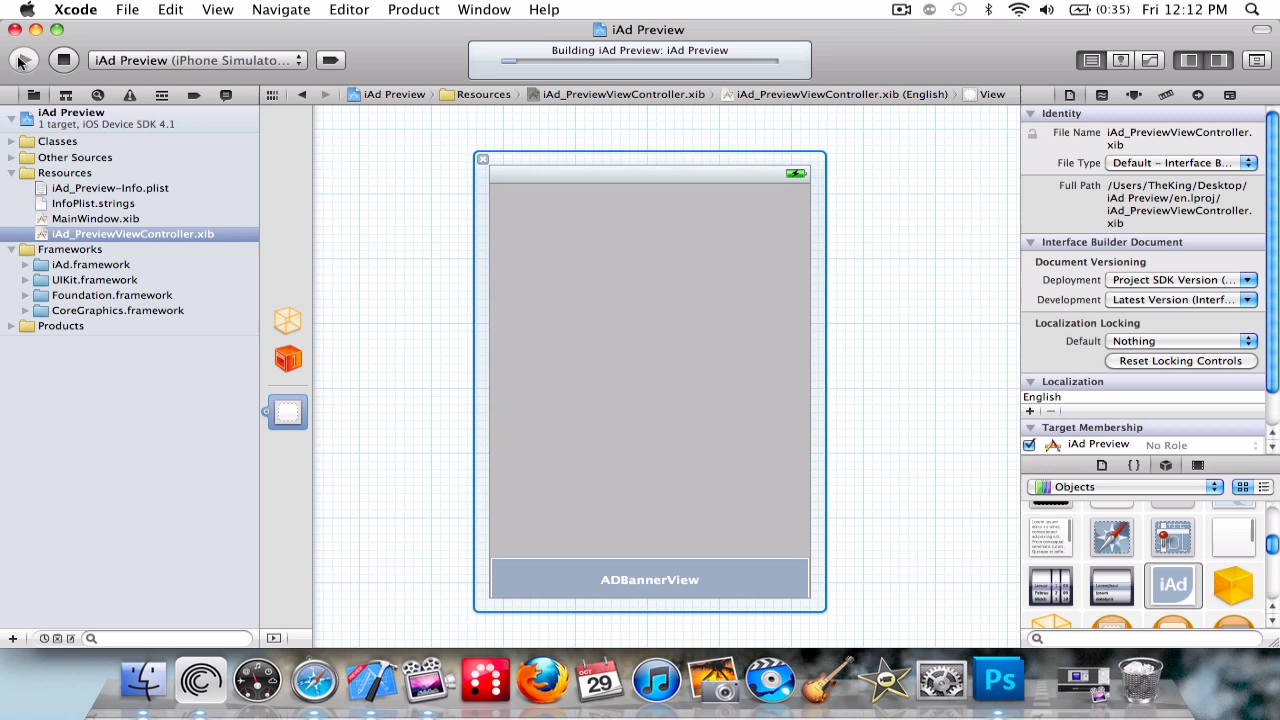 Xcode File Edit View Navigate Editor Product Window Help
(0:35) Fri 12:12 PM
iAd Preview
iAd Preview (iPhone Simulato...
Building iAd Preview: iAd Preview
iAd Preview
Resources
iAd_PreviewViewController.xib
iAd_PreviewViewController.xib (English)
View
iAd Preview
1 target, iOS Device SDK 4.1
Classes
Other Sources
Resources
iAd_Preview-Info.plist
InfoPlist.strings
MainWindow.xib
iAd_PreviewViewController.xib
Frameworks
iAd.framework
UIKit.framework
Foundation.framework
CoreGraphics.framework
Products
ADBannerView
Identity
File Name iAd_PreviewViewController.
xib
File Type Default - Interface B...
Full Path /Users/TheKing/Desktop/
iAd Preview/en.lproj/
iAd_PreviewViewController.
xib
Interface Builder Document
Document Versioning
Deployment Project SDK Version (...
Development Latest Version (Interf...
Localization Locking
Default Nothing
Reset Locking Controls
Localization
English
Target Membership
iAd Preview No Role
Objects
iAd
OCT
29
Ps